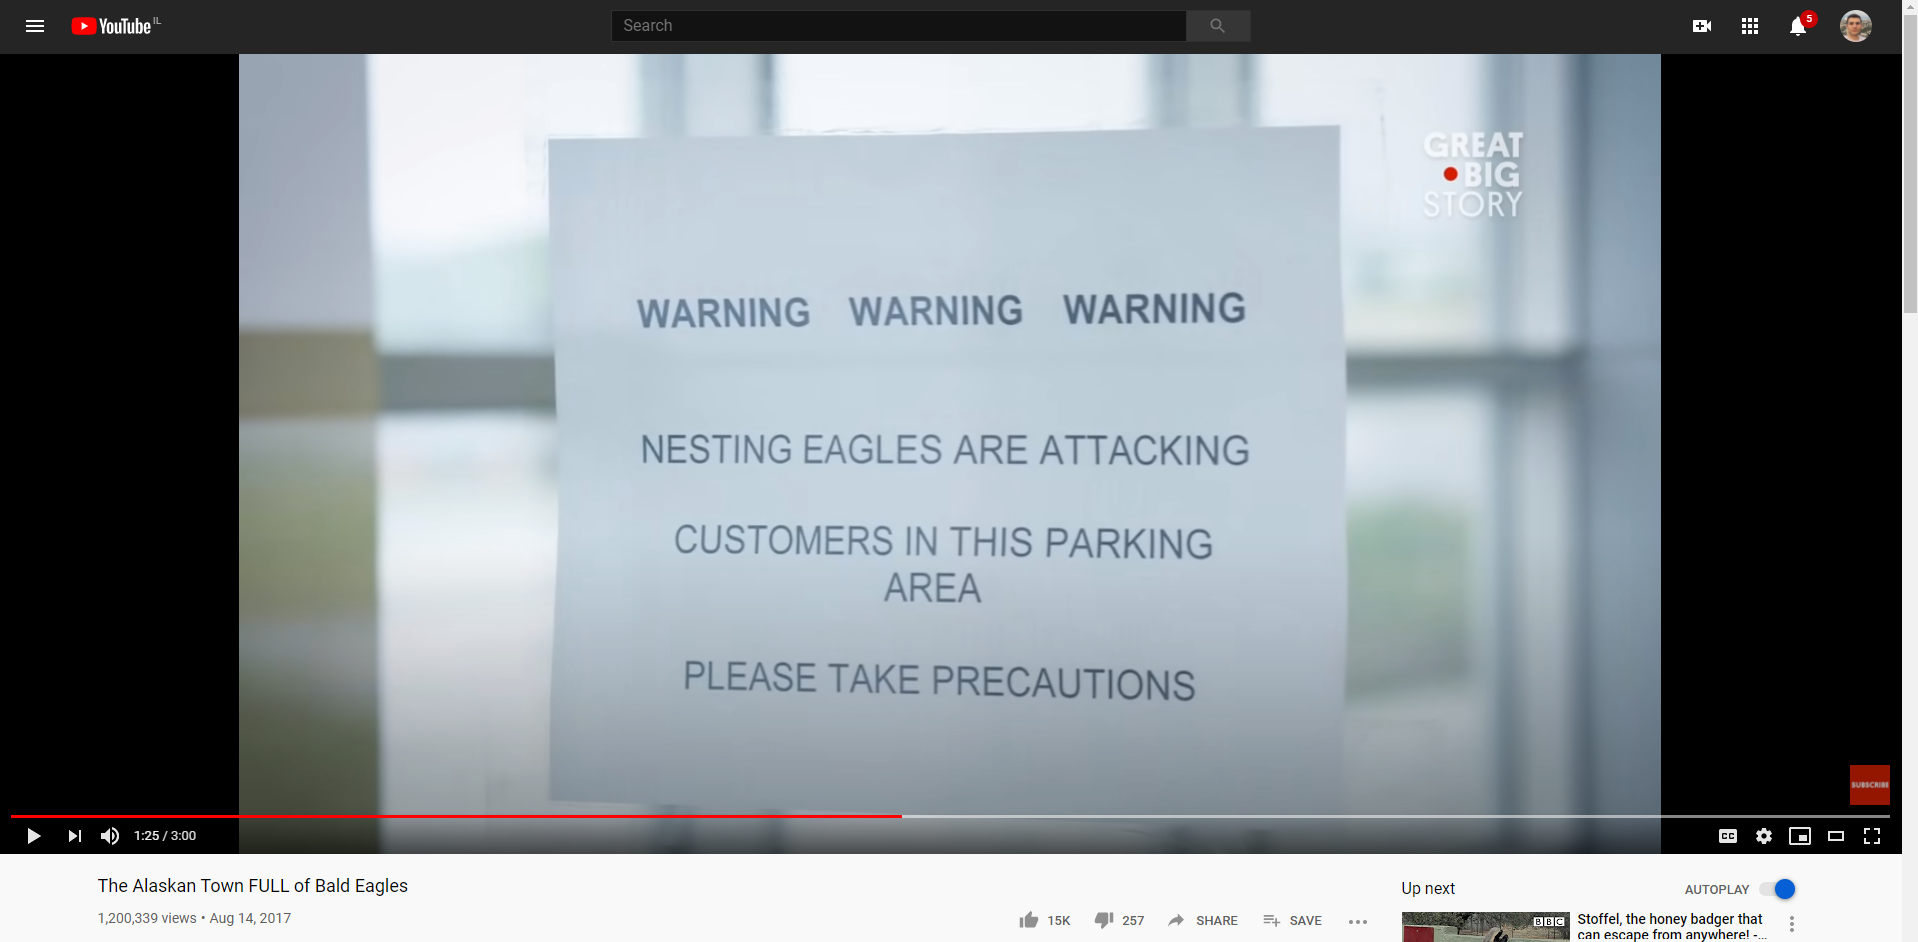 YouTube IL
Search
5
GREAT
BIG
STORY
WARNING WARNING WARNING
NESTING EAGLES ARE ATTACKING
CUSTOMERS IN THIS PARKING
AREA
PLEASE TAKE PRECAUTIONS
SUBSCRIBE
1:25 / 3:00
CC
The Alaskan Town FULL of Bald Eagles
1,200,339 views • Aug 14, 2017
15K
257
SHARE
SAVE
Up next
AUTOPLAY
BBC
Stoffel, the honey badger that
can escape from anywhere! -...